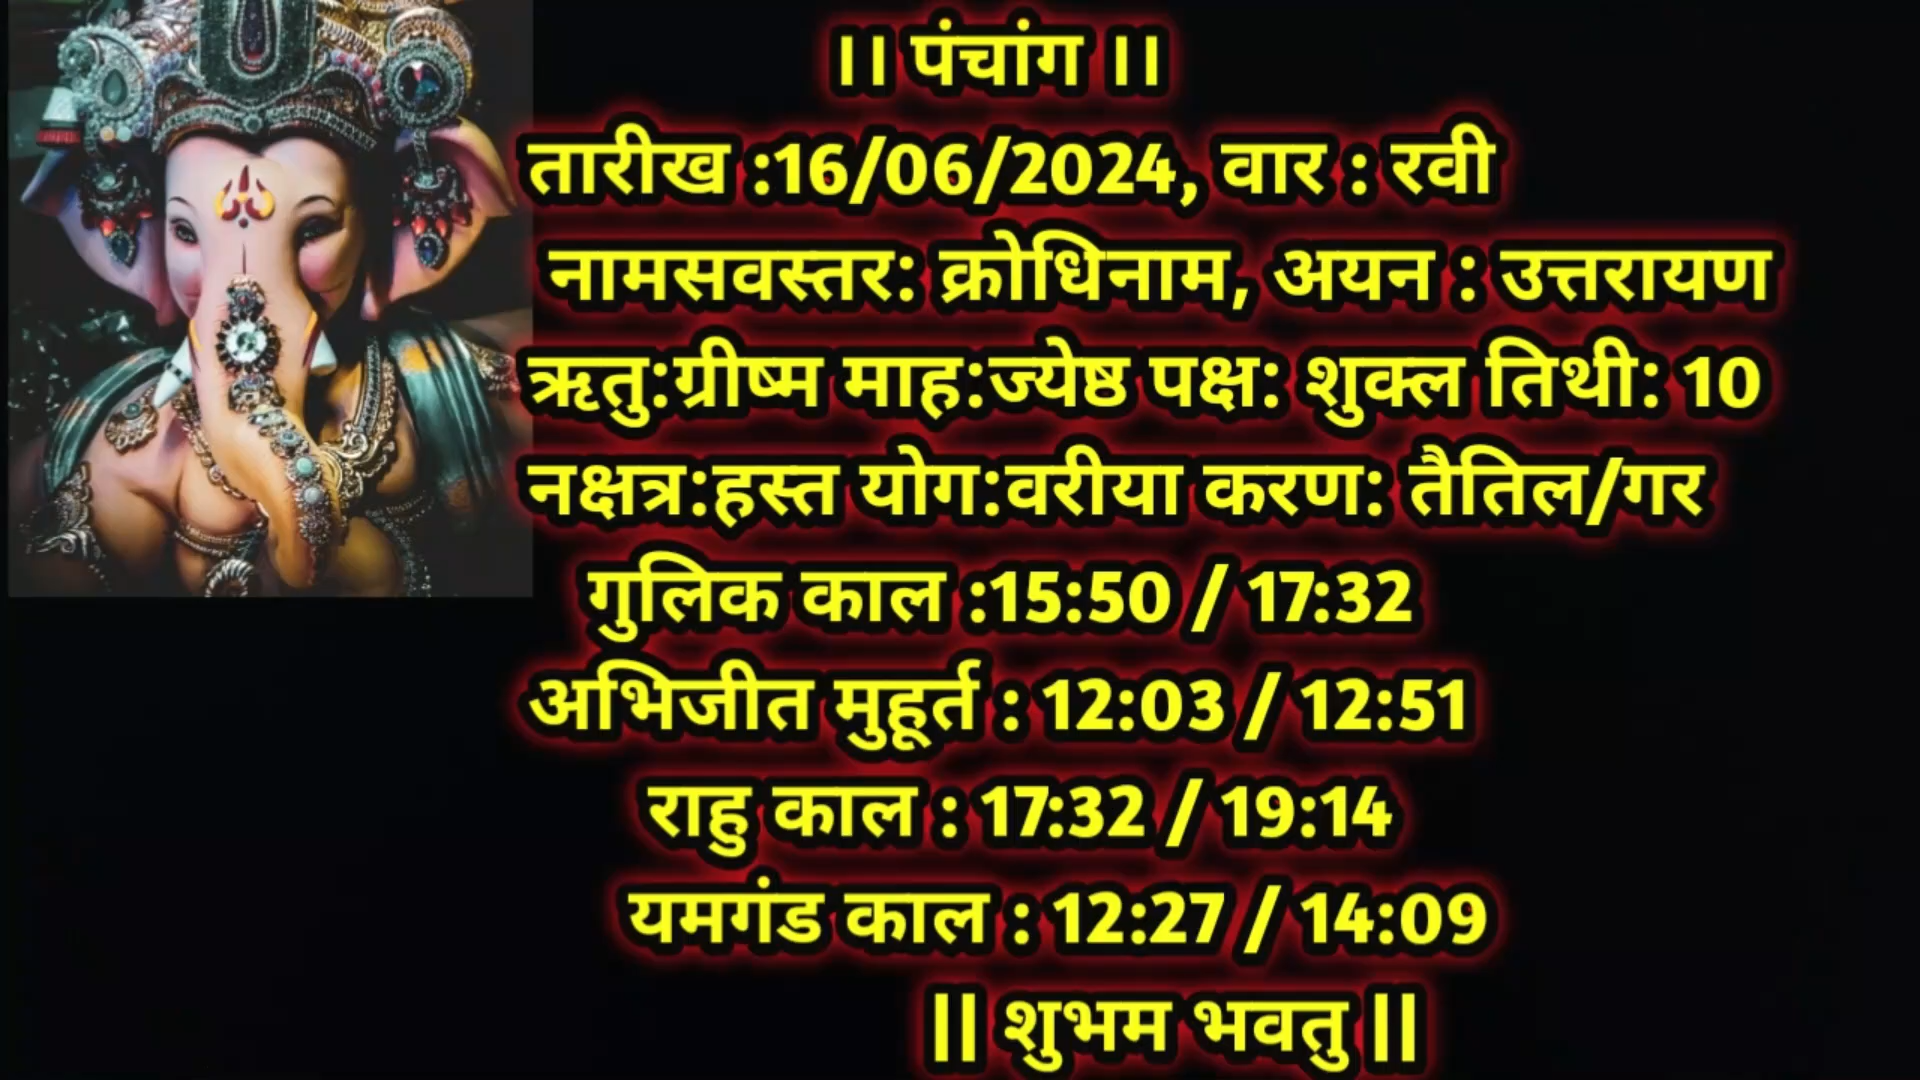 ।। पंचांग ।।
तारीख :16/06/2024, वार : रवी
नामसवस्तर: क्रोधिनाम, अयन : उत्तरायण
ऋतु:ग्रीष्म माह:ज्येष्ठ पक्ष: शुक्ल तिथी: 10
नक्षत्र:हस्त योग:वरीया करण: तैतिल/गर
गुलिक काल :15:50 / 17:32
अभिजीत मुहूर्त : 12:03 / 12:51
राहु काल : 17:32 / 19:14
यमगंड काल : 12:27 / 14:09
|| शुभम भवतु ||